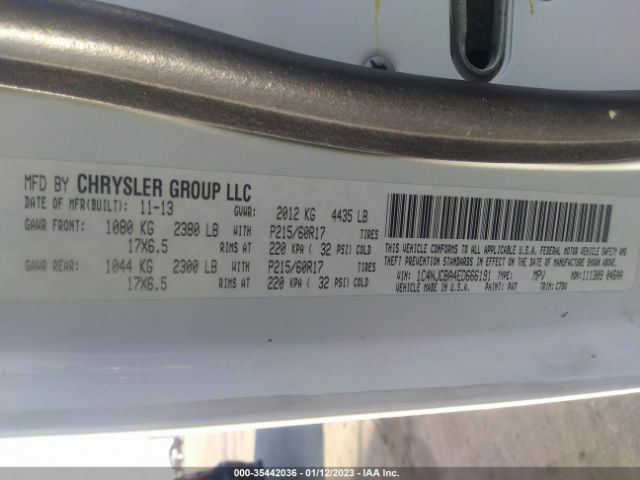 MFD BY CHRYSLER GROUP LLC
DATE OF MFR(BUILT): 11-13 GVWR: 2012 KG 4435 LB
GAWR FRONT: 1080 KG 2380 LB WITH P215/60R17 TIRES
17X6.5 RIMS AT 220 KPA ( 32 PSI) COLD
GAWR REAR: 1044 KG 2300 LB WITH P215/60R17 TIRES
17X6.5 RIMS AT 220 KPA ( 32 PSI) COLD
THIS VEHICLE CONFORMS TO ALL APPLICABLE U.S.A. FEDERAL MOTOR VEHICLE SAFETY, BUMPER AND
THEFT PREVENTION STANDARDS IN EFFECT ON THE DATE OF MANUFACTURE SHOWN ABOVE.
VIN: 1C4NJCBA4ED666191 TYPE: MPV MDH: 111309 048AA
VEHICLE MADE IN U.S.A. PAINT: PW7 TRIM:
000-35442036 - 01/12/2023 - IAA Inc.